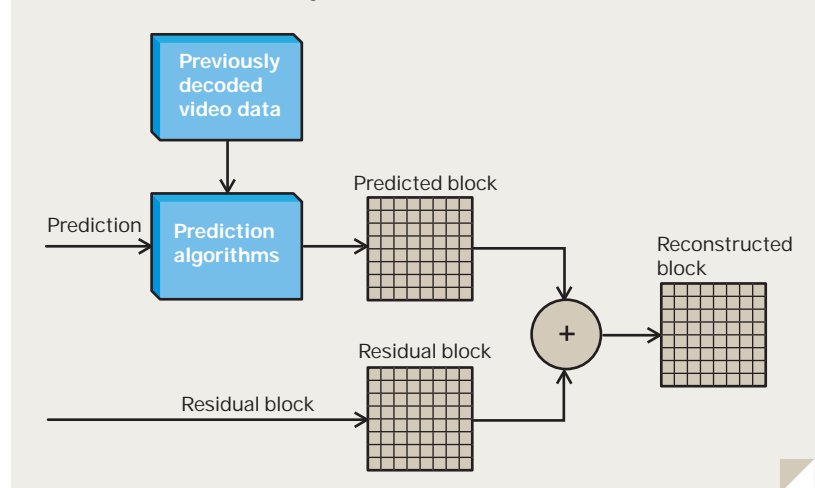 Previously
decoded
video data
Predicted block
Prediction
Prediction
algorithms
Reconstructed
block
+
Residual block
Residual block